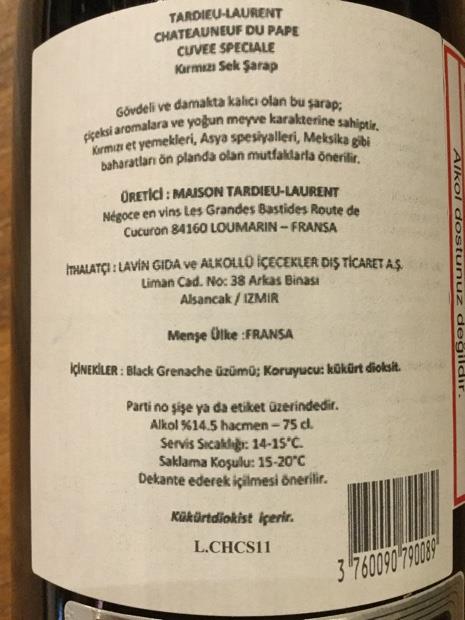 TARDIEU-LAURENT
CHATEAUNEUF DU PAPE
CUVEE SPECIALE
Kırmızı Sek Şarap
Gövdeli ve damakta kalıcı olan bu şarap;
çiçeksi aromalara ve yoğun meyve karakterine sahiptir.
Kırmızı et yemekleri, Asya spesiyalleri, Meksika gibi
baharatları ön planda olan mutfaklarla önerilir.
ÜRETİCİ : MAISON TARDIEU-LAURENT
Négoce en vins Les Grandes Bastides Route de
Cucuron 84160 LOUMARIN – FRANSA
İTHALATÇI : LAVİN GIDA ve ALKOLLÜ İÇECEKLER DIŞ TİCARET A.Ş.
Liman Cad. No: 38 Arkas Binası
Alsancak / IZMIR
Menşe Ülke :FRANSA
İÇİNEKİLER : Black Grenache üzümü; Koruyucu: kükürt dioksit.
Parti no şişe ya da etiket üzerindedir.
Alkol %14.5 hacmen – 75 cl.
Servis Sıcaklığı: 14-15°C.
Saklama Koşulu: 15-20°C
Dekante ederek içilmesi önerilir.
Kükürtdiokist içerir.
L.CHCS11
3 760090 790089
Alkol dostunuz değildir.